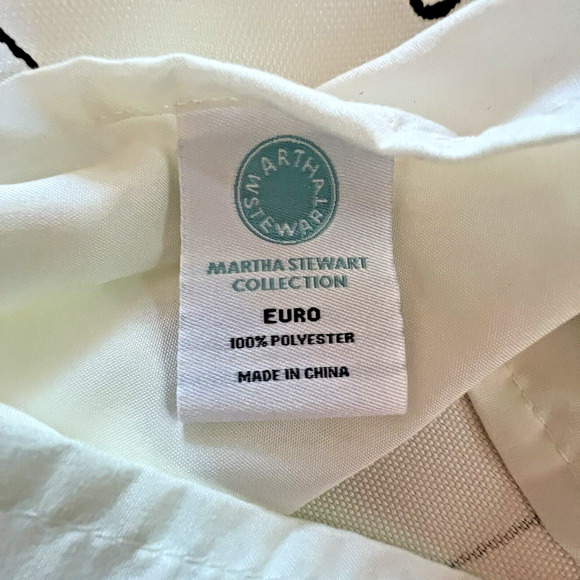 MARTHA
STEWART
MARTHA STEWART
COLLECTION
EURO
100% POLYESTER
MADE IN CHINA